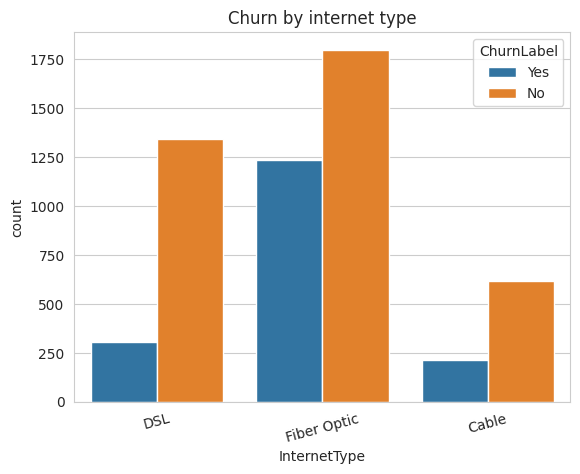 Churn by internet type
ChurnLabel
Yes
No
1750
1500
1250
1000
750
500
250
0
count
DSL
Fiber Optic
Cable
InternetType